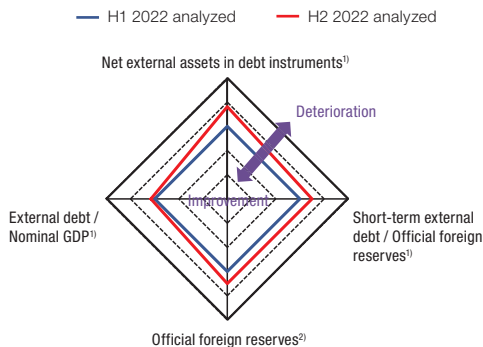 H1 2022 analyzed
H2 2022 analyzed
Net external assets in debt instruments1)
Deterioration
Improvement
External debt /
Nominal GDP1)
Short-term external
debt / Official foreign
reserves1)
Official foreign reserves2)